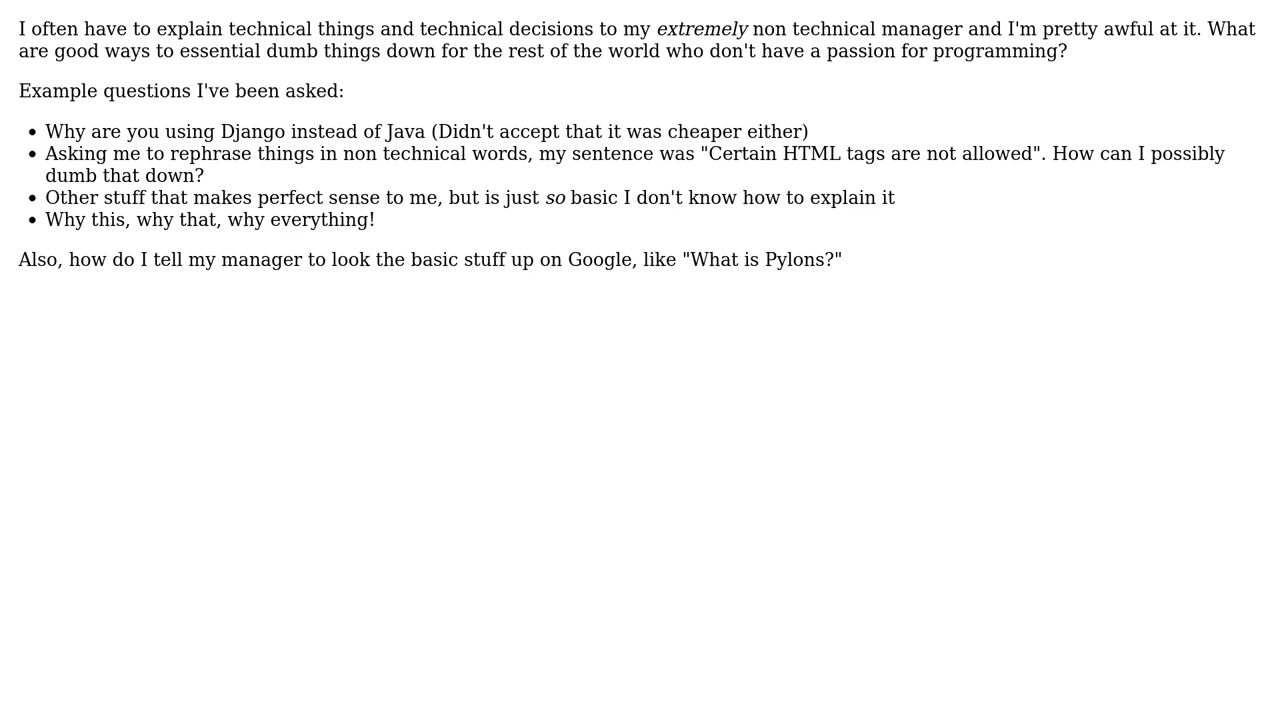 I often have to explain technical things and technical decisions to my extremely non technical manager and I'm pretty awful at it. What
are good ways to essential dumb things down for the rest of the world who don't have a passion for programming?
Example questions I've been asked:
• Why are you using Django instead of Java (Didn't accept that it was cheaper either)
• Asking me to rephrase things in non technical words, my sentence was "Certain HTML tags are not allowed". How can I possibly
dumb that down?
• Other stuff that makes perfect sense to me, but is just so basic I don't know how to explain it
• Why this, why that, why everything!
Also, how do I tell my manager to look the basic stuff up on Google, like "What is Pylons?"